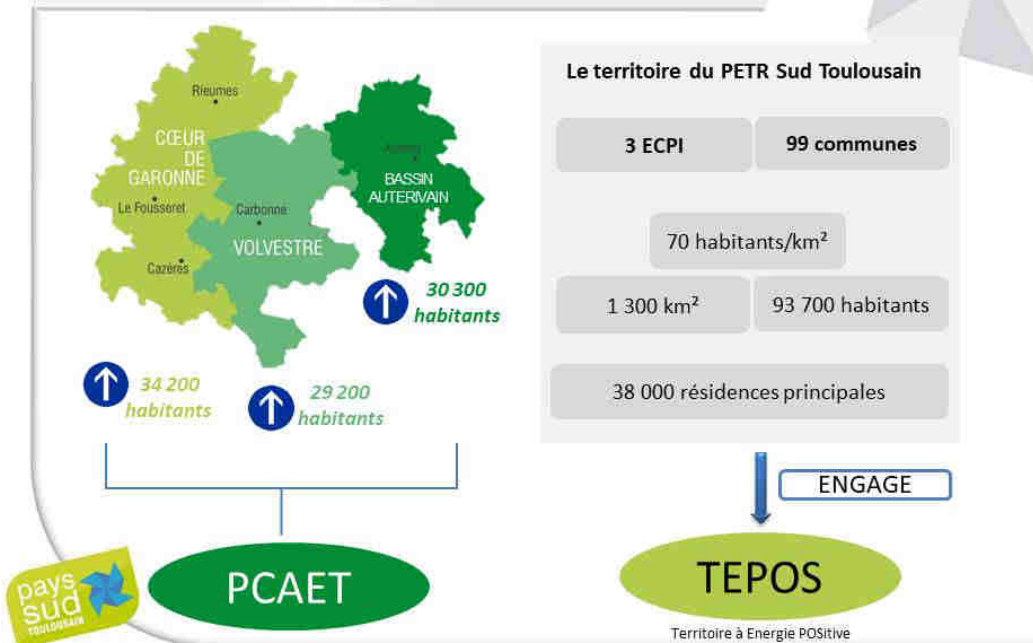 Rieumes
CŒUR
DE
GARONNE
Le Fousseret
Cazères
Carbonne
VOLVESTRE
BASSIN
AUTERIVAIN
30 300
habitants
34 200
habitants
29 200
habitants
PCAET
pays
sud
TOULOUSAIN
Le territoire du PETR Sud Toulousain
3 ECPI
99 communes
70 habitants/km²
1 300 km²
93 700 habitants
38 000 résidences principales
ENGAGE
TEPOS
Territoire à Energie POSitive